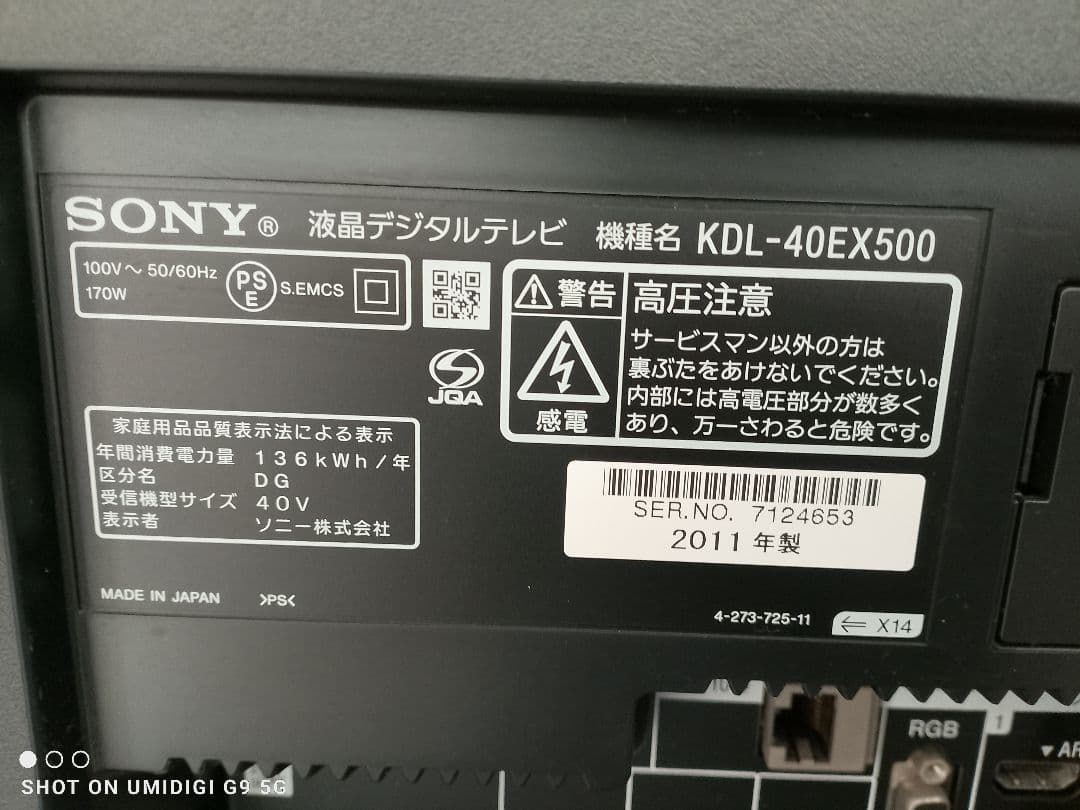 SONY® 液晶デジタルテレビ 機種名 KDL-40EX500
100V～50/60Hz
170W
PS
E
S.EMCS
JQA
警告
感電
高圧注意
サービスマン以外の方は
裏ぶたをあけないでください。
内部には高電圧部分が数多く
あり、万一さわると危険です。
家庭用品品質表示法による表示
年間消費電力量 136kWh/年
区分名 DG
受信機型サイズ 40V
表示者 ソニー株式会社
SER.NO. 7124653
2011 年製
MADE IN JAPAN >PS<
4-273-725-11
X14
RGB
1
▼AR
SHOT ON UMIDIGI G9 5G